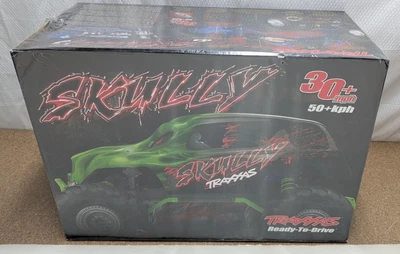 SKULLY
30+
mph
50+kph
SKULLY
TRAXXAS
TRAXXAS
Ready-To-Drive